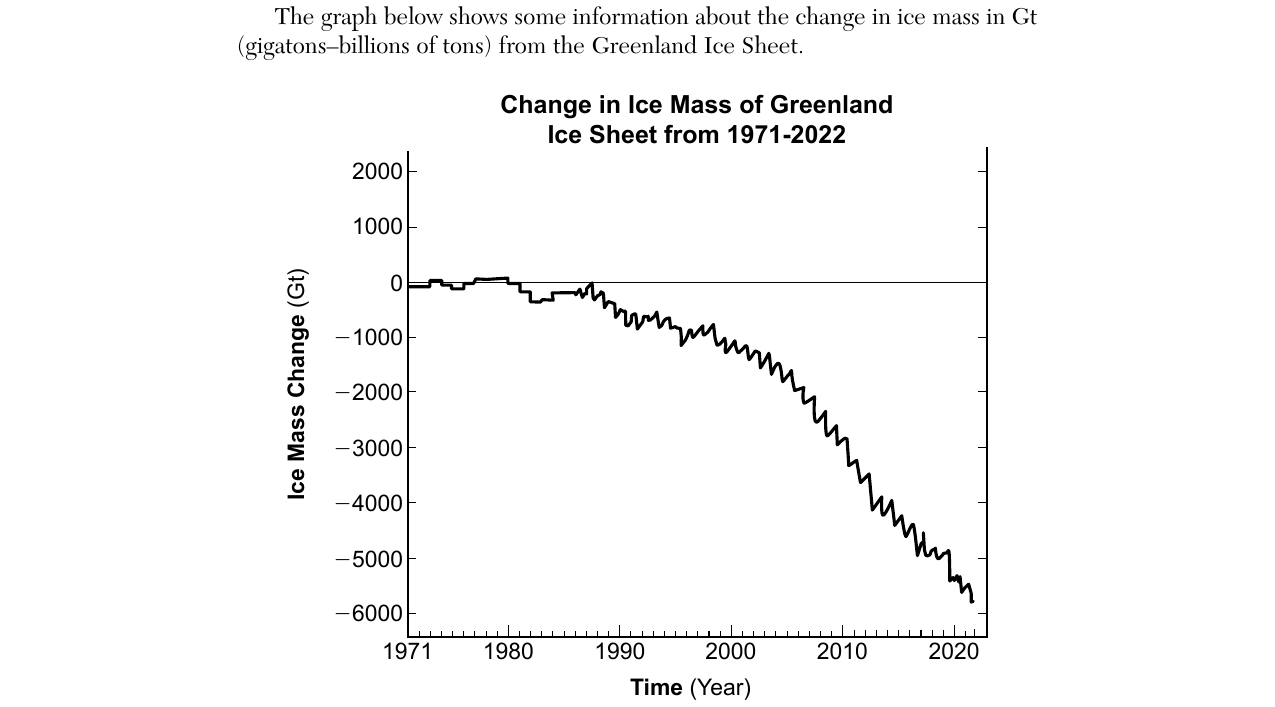 The graph below shows some information about the change in ice mass in Gt
(gigatons–billions of tons) from the Greenland Ice Sheet.
Change in Ice Mass of Greenland
Ice Sheet from 1971-2022
2000
1000
0
−1000
−2000
−3000
−4000
−5000
−6000
Ice Mass Change (Gt)
1971 1980 1990 2000 2010 2020
Time (Year)